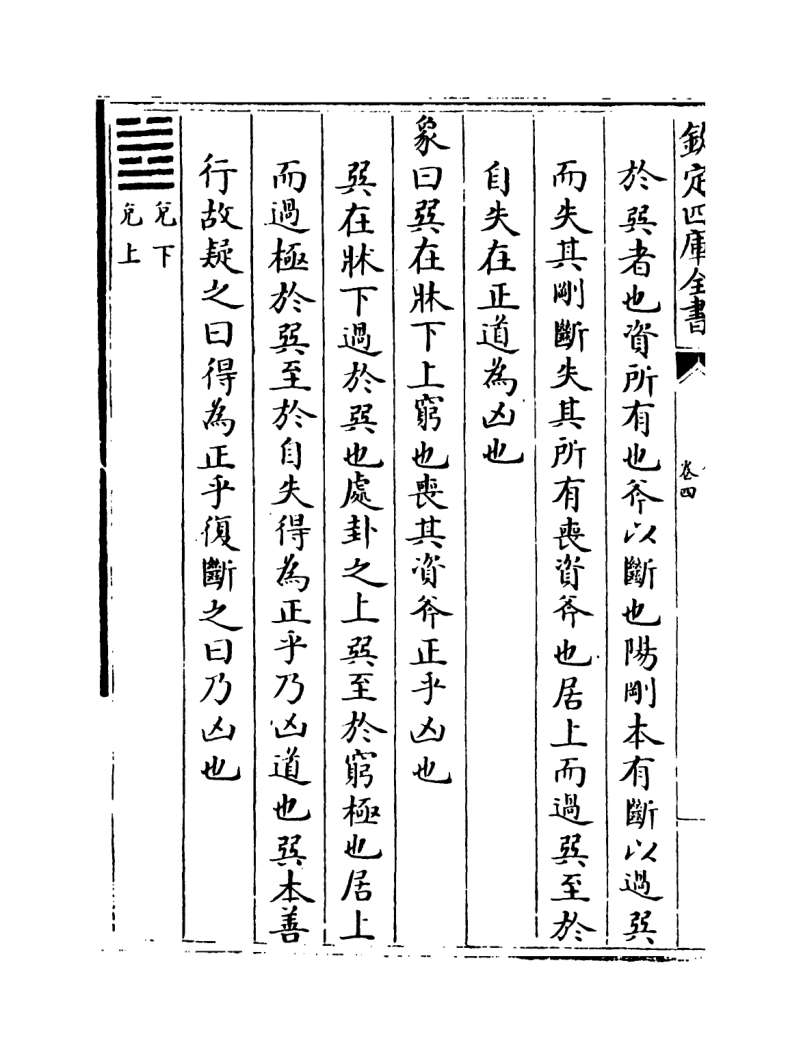 欽定四庫全書
卷四
於巽者也資所有也斧以斷也陽剛本有斷以過巽
而失其剛斷失其所有喪資斧也居上而過巽至於
自失在正道為凶也
象曰巽在牀下上窮也喪其資斧正乎凶也
巽在牀下過於巽也處卦之上巽至於窮極也居上
而過極於巽至於自失得為正乎乃凶道也巽本善
行故疑之曰得為正乎復斷之曰乃凶也
兌下
兌上